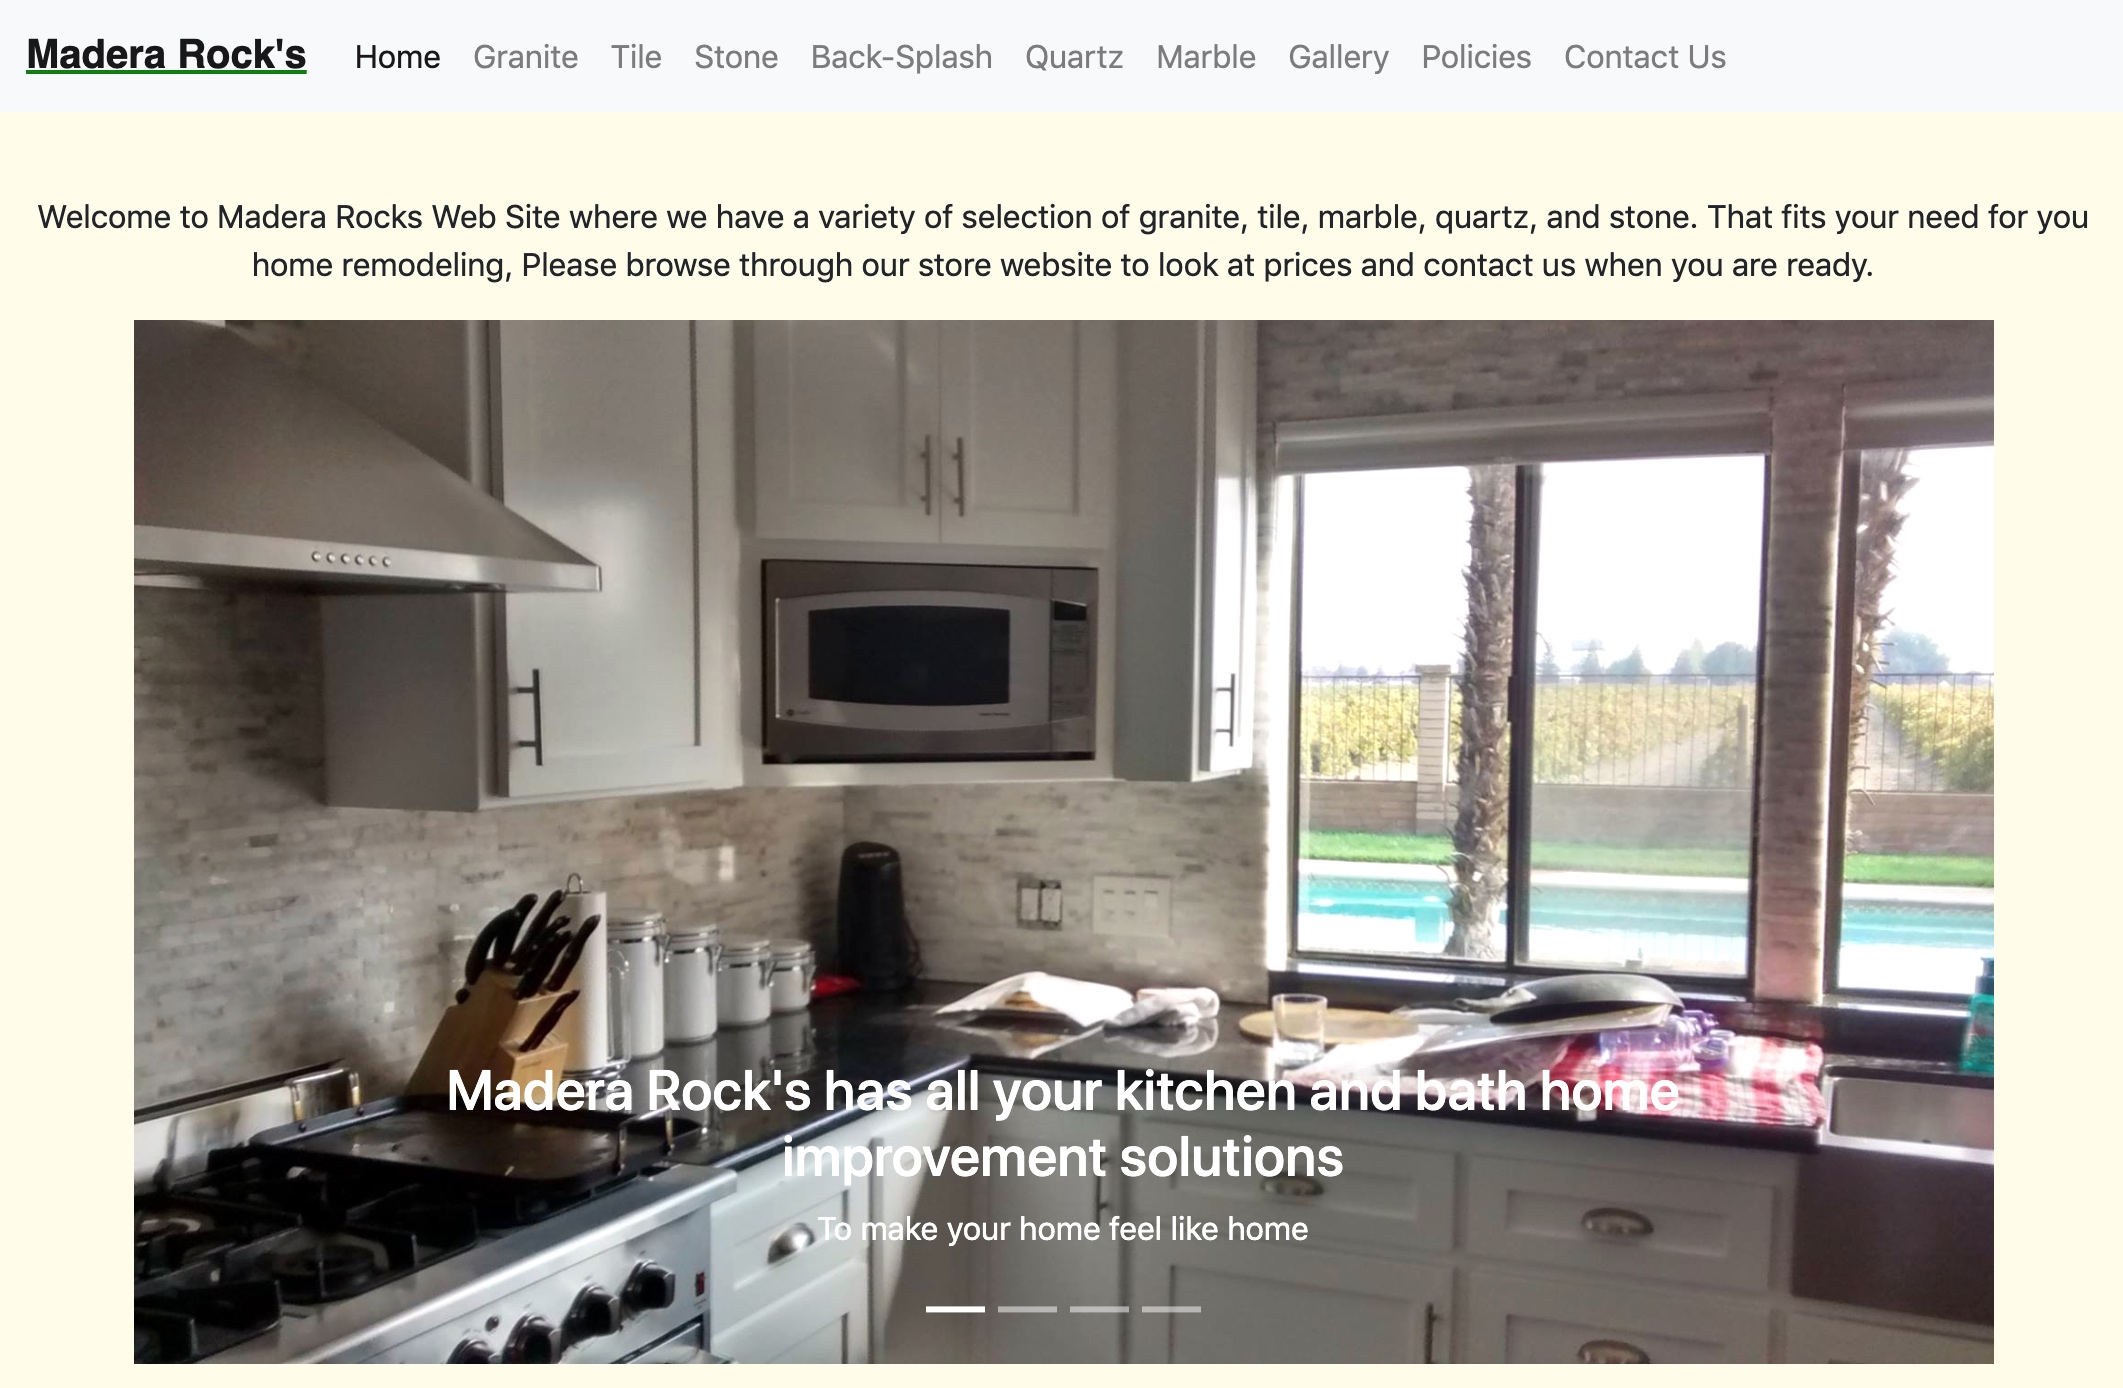 Madera Rock's Home Granite Tile Stone Back-Splash Quartz Marble Gallery Policies Contact Us
Welcome to Madera Rocks Web Site where we have a variety of selection of granite, tile, marble, quartz, and stone. That fits your need for you
home remodeling, Please browse through our store website to look at prices and contact us when you are ready.
Madera Rock's has all your kitchen and bath home
improvement solutions
To make your home feel like home